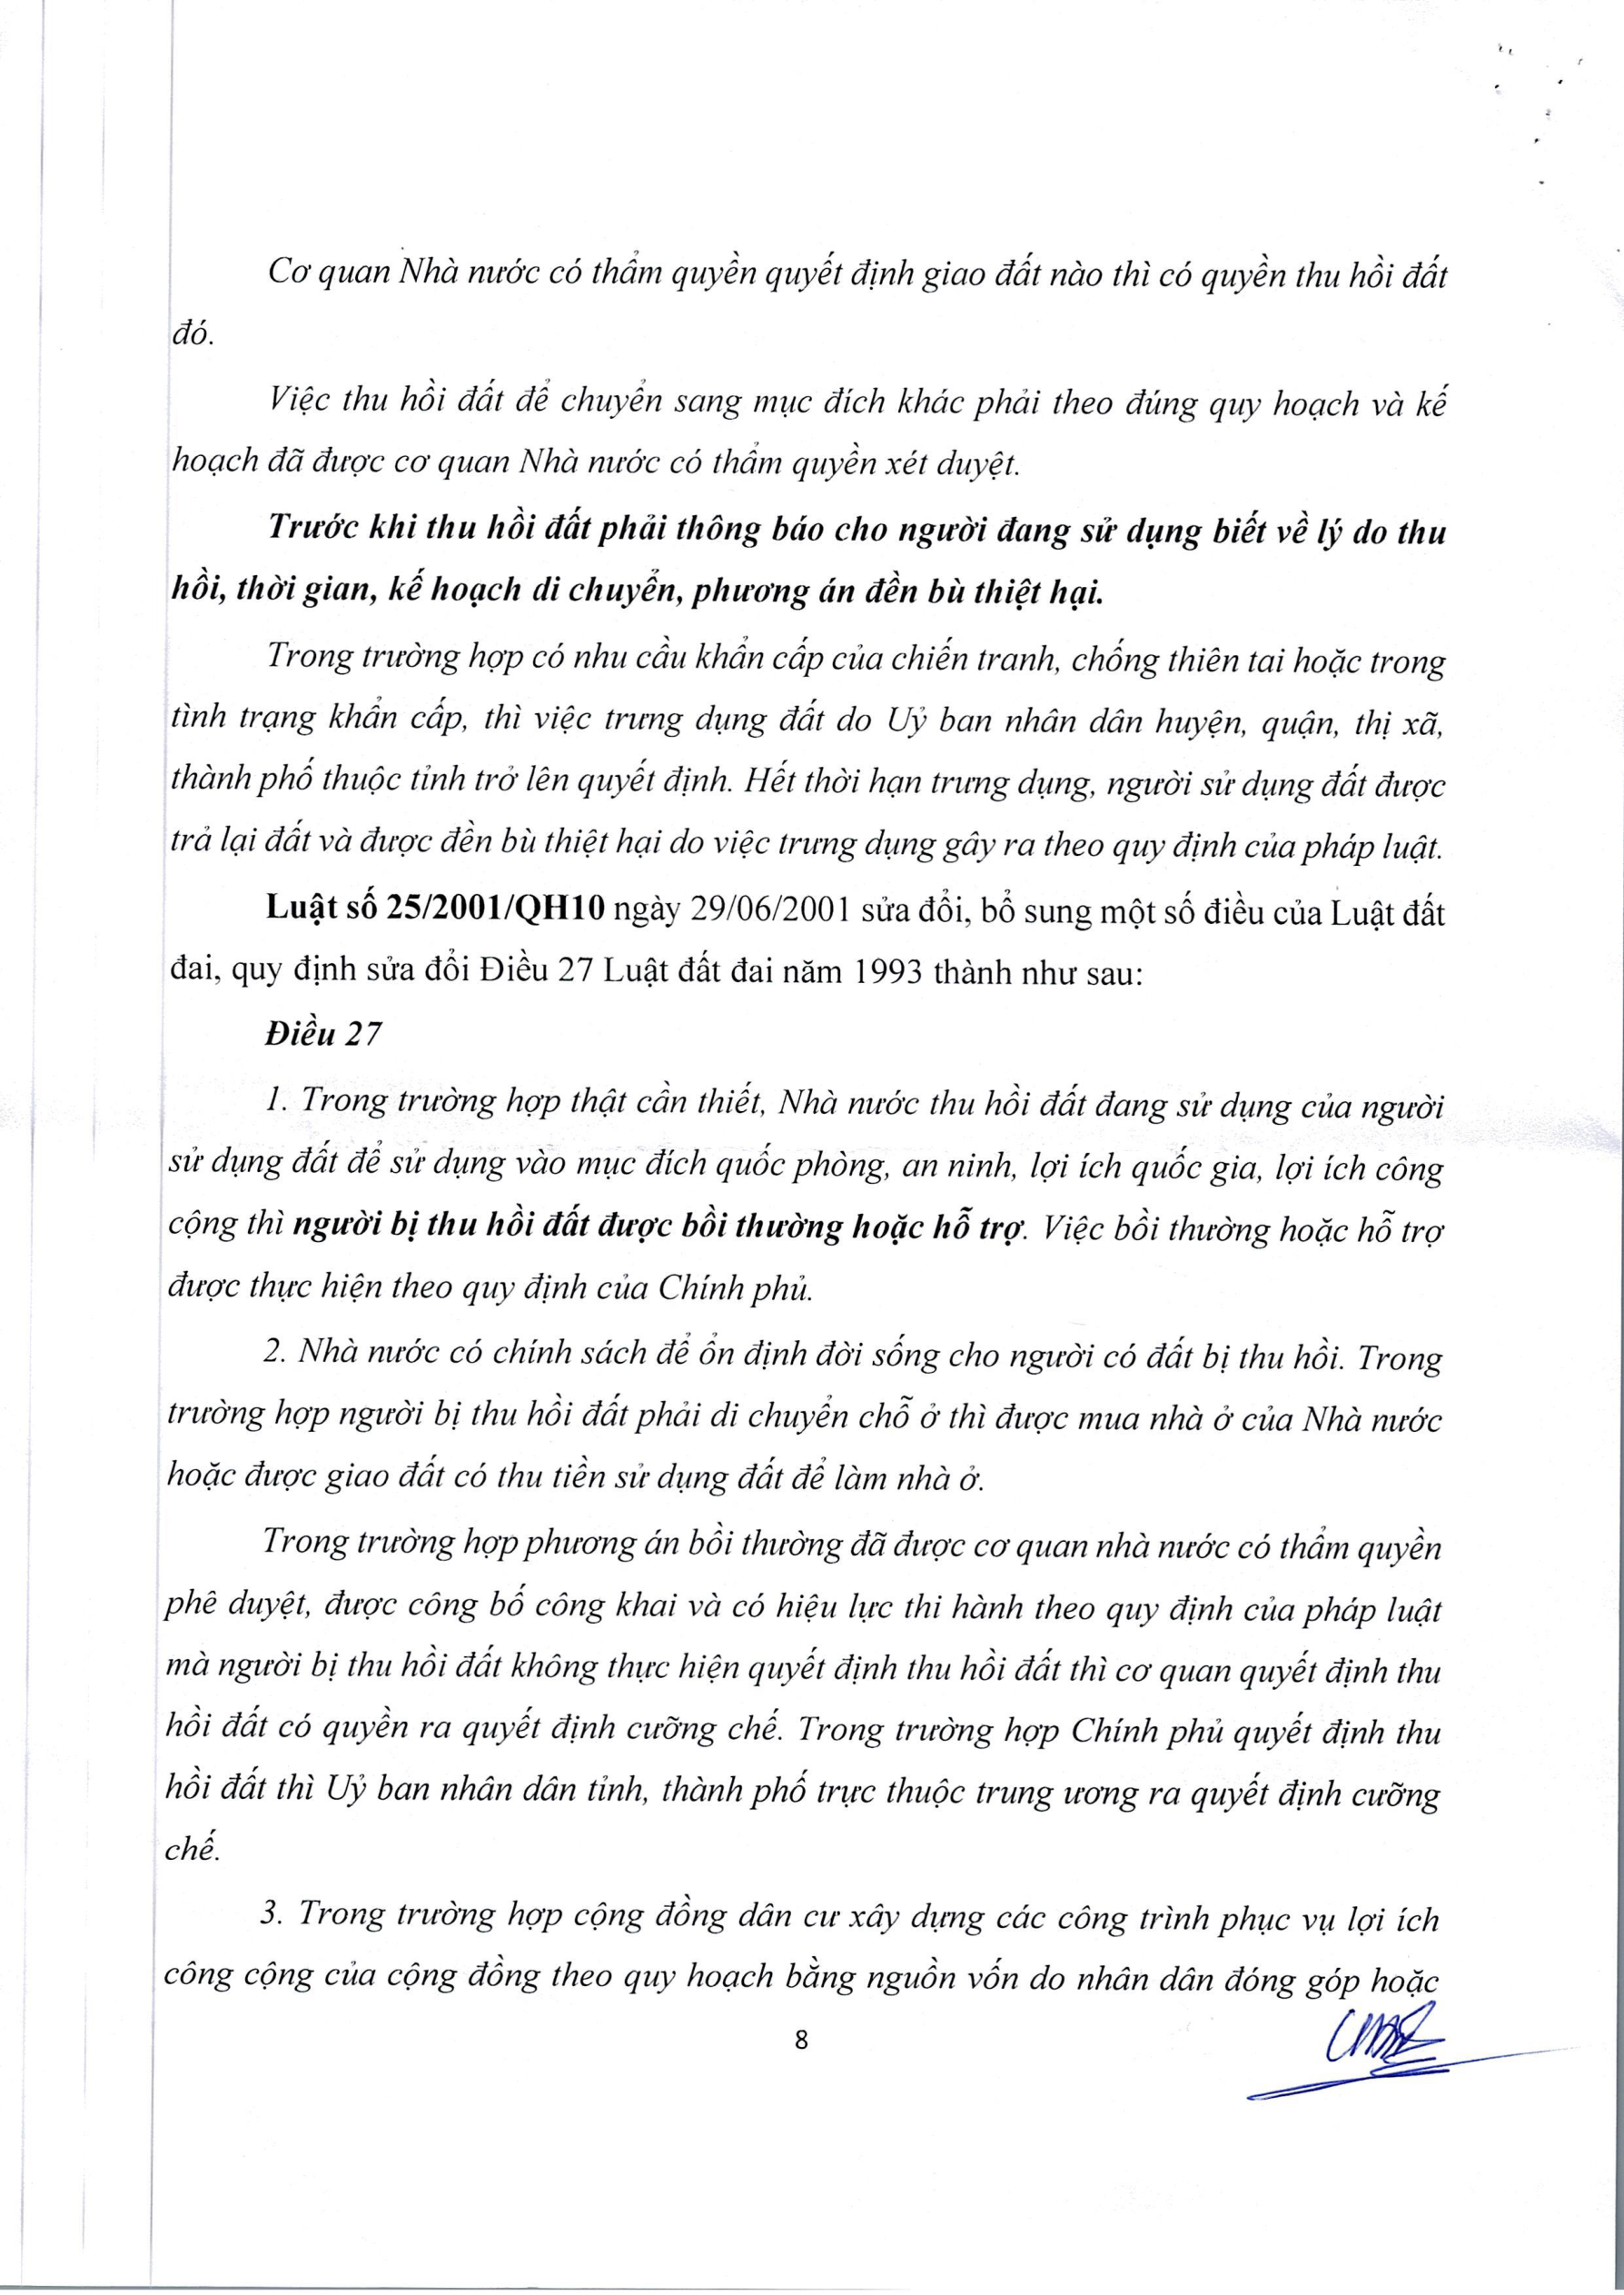 Cơ quan Nhà nước có thẩm quyền quyết định giao đất nào thì có quyền thu hồi đất
đó.
Việc thu hồi đất để chuyển sang mục đích khác phải theo đúng quy hoạch và kế
hoạch đã được cơ quan Nhà nước có thẩm quyền xét duyệt.
Trước khi thu hồi đất phải thông báo cho người đang sử dụng biết về lý do thu
hồi, thời gian, kế hoạch di chuyển, phương án đền bù thiệt hại.
Trong trường hợp có nhu cầu khẩn cấp của chiến tranh, chống thiên tai hoặc trong
tình trạng khẩn cấp, thì việc trưng dụng đất do Uỷ ban nhân dân huyện, quận, thị xã,
thành phố thuộc tỉnh trở lên quyết định. Hết thời hạn trưng dụng, người sử dụng đất được
trả lại đất và được đền bù thiệt hại do việc trưng dụng gây ra theo quy định của pháp luật.
Luật số 25/2001/QH10 ngày 29/06/2001 sửa đổi, bổ sung một số điều của Luật đất
đai, quy định sửa đổi Điều 27 Luật đất đai năm 1993 thành như sau:
Điều 27
1. Trong trường hợp thật cần thiết, Nhà nước thu hồi đất đang sử dụng của người
sử dụng đất để sử dụng vào mục đích quốc phòng, an ninh, lợi ích quốc gia, lợi ích công
cộng thì người bị thu hồi đất được bồi thường hoặc hỗ trợ. Việc bồi thường hoặc hỗ trợ
được thực hiện theo quy định của Chính phủ.
2. Nhà nước có chính sách để ổn định đời sống cho người có đất bị thu hồi. Trong
trường hợp người bị thu hồi đất phải di chuyển chỗ ở thì được mua nhà ở của Nhà nước
hoặc được giao đất có thu tiền sử dụng đất để làm nhà ở.
Trong trường hợp phương án bồi thường đã được cơ quan nhà nước có thẩm quyền
phê duyệt, được công bố công khai và có hiệu lực thi hành theo quy định của pháp luật
mà người bị thu hồi đất không thực hiện quyết định thu hồi đất thì cơ quan quyết định thu
hồi đất có quyền ra quyết định cưỡng chế. Trong trường hợp Chính phủ quyết định thu
hồi đất thì Uỷ ban nhân dân tỉnh, thành phố trực thuộc trung ương ra quyết định cưỡng
chế.
3. Trong trường hợp cộng đồng dân cư xây dựng các công trình phục vụ lợi ích
công cộng của cộng đồng theo quy hoạch bằng nguồn vốn do nhân dân đóng góp hoặc
8